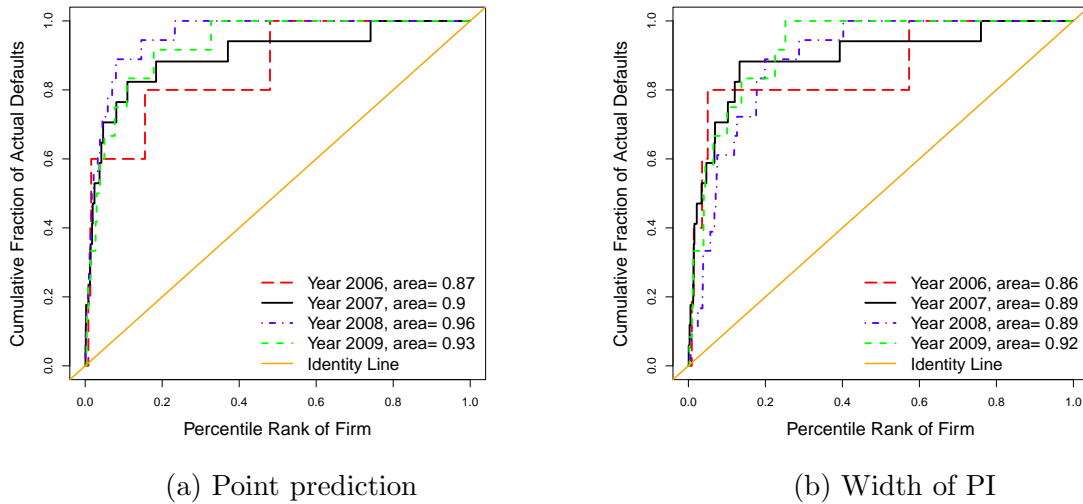 Cumulative Fraction of Actual Defaults
1.0
0.8
0.6
0.4
0.2
0.0
Year 2006, area= 0.87
Year 2007, area= 0.9
Year 2008, area= 0.96
Year 2009, area= 0.93
Identity Line
0.0 0.2 0.4 0.6 0.8 1.0
Percentile Rank of Firm
(a) Point prediction
Cumulative Fraction of Actual Defaults
1.0
0.8
0.6
0.4
0.2
0.0
Year 2006, area= 0.86
Year 2007, area= 0.89
Year 2008, area= 0.89
Year 2009, area= 0.92
Identity Line
0.0 0.2 0.4 0.6 0.8 1.0
Percentile Rank of Firm
(b) Width of PI